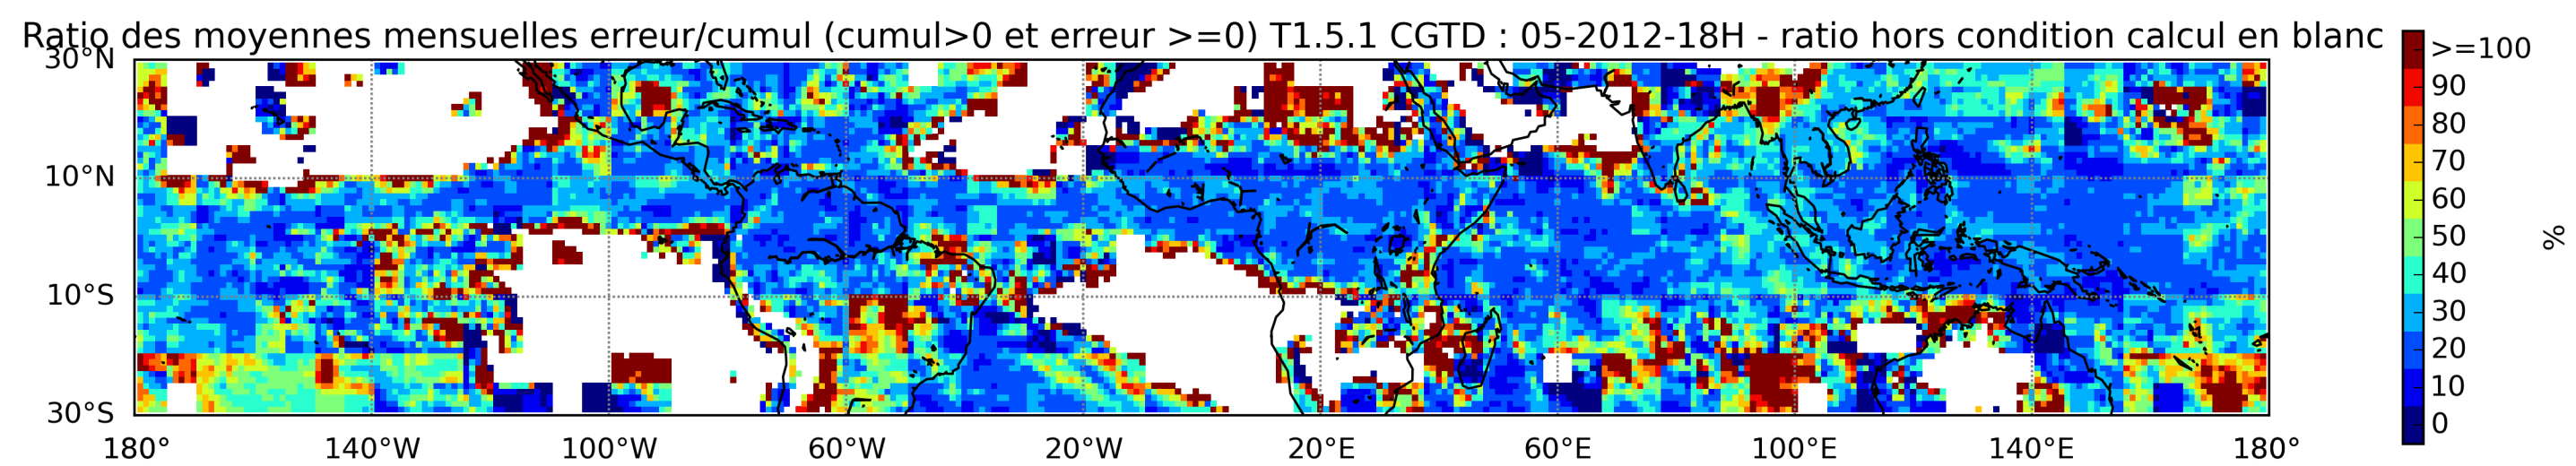 Ratio des moyennes mensuelles erreur/cumul (cumul>0 et erreur >=0) T1.5.1 CGTD : 05-2012-18H - ratio hors condition calcul en blanc
30°N
10°N
10°S
30°S
180°
140°W
100°W
60°W
20°W
20°E
60°E
100°E
140°E
180°
>=100
90
80
70
60
50
40
30
20
10
0
%